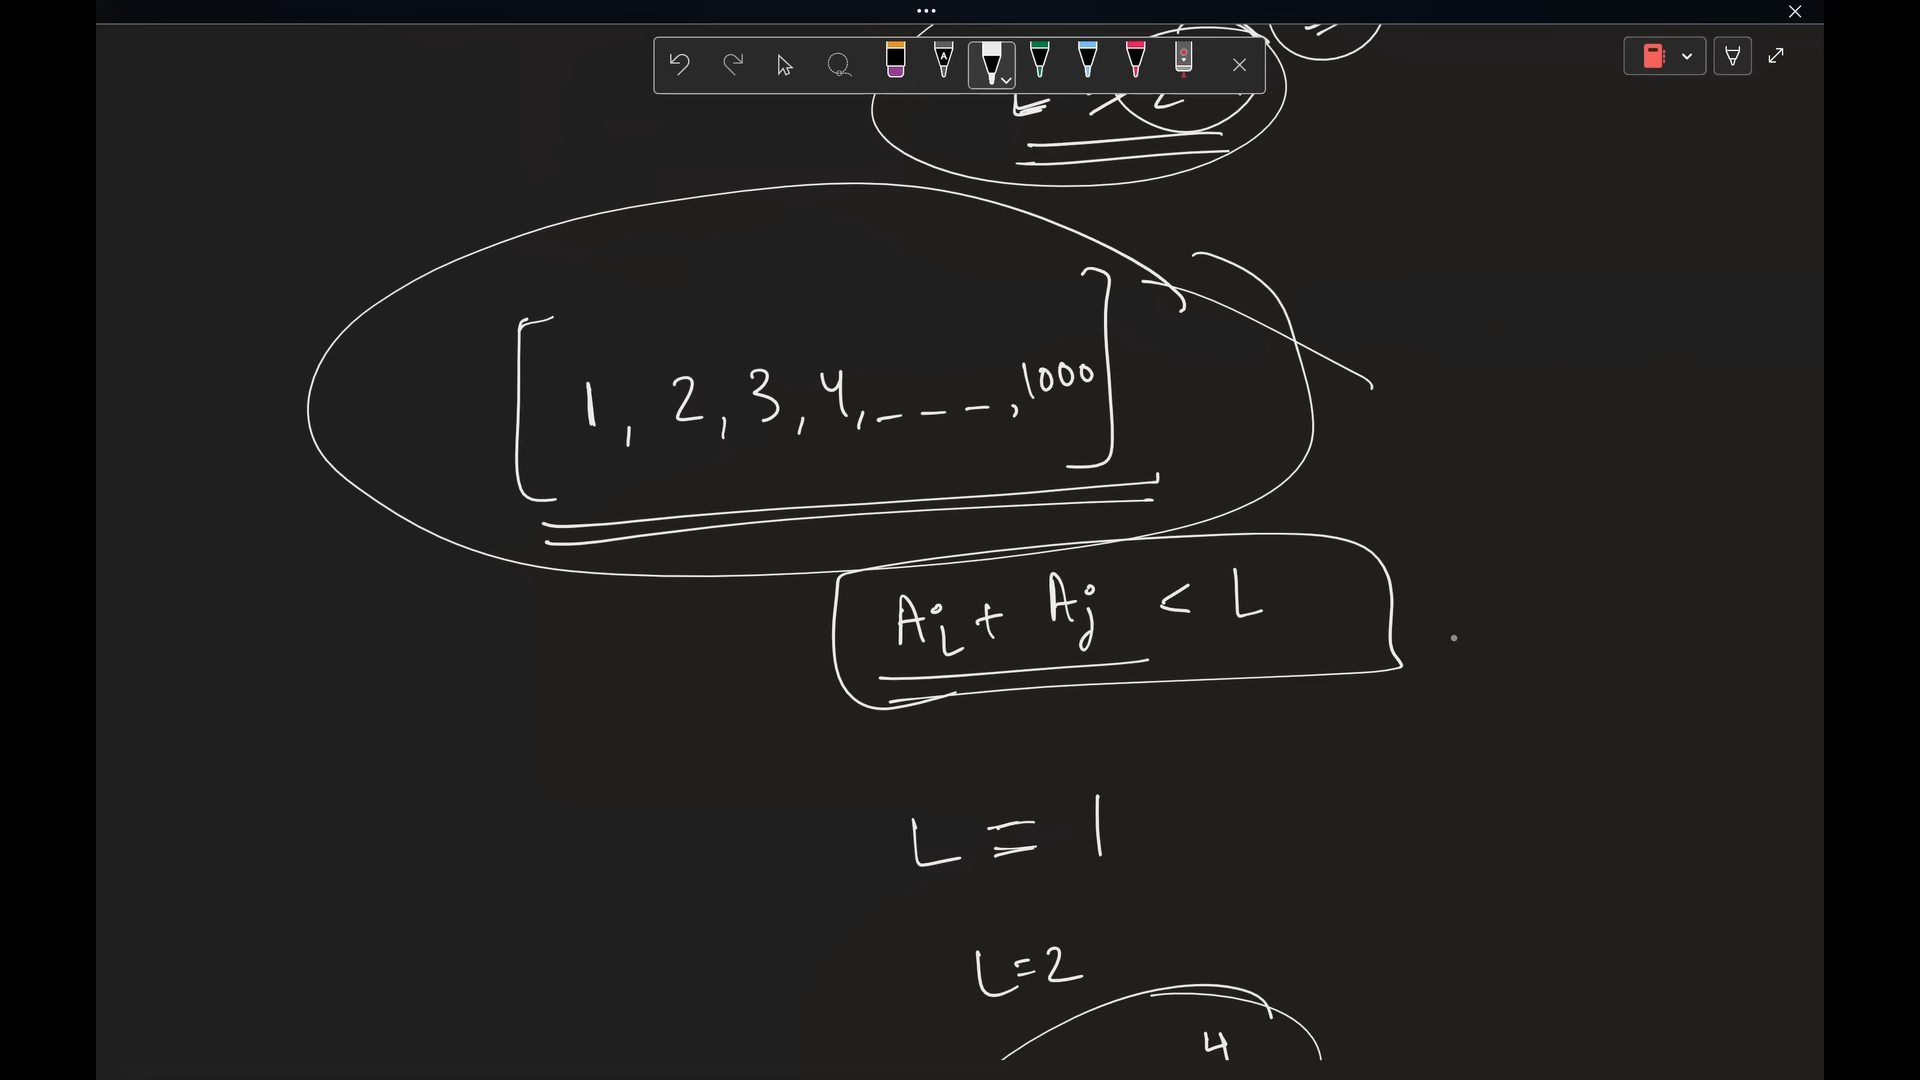 [1, 2, 3, 4, _ _ _, 1000]
Ai + Aj < L
L = 1
L=2
4